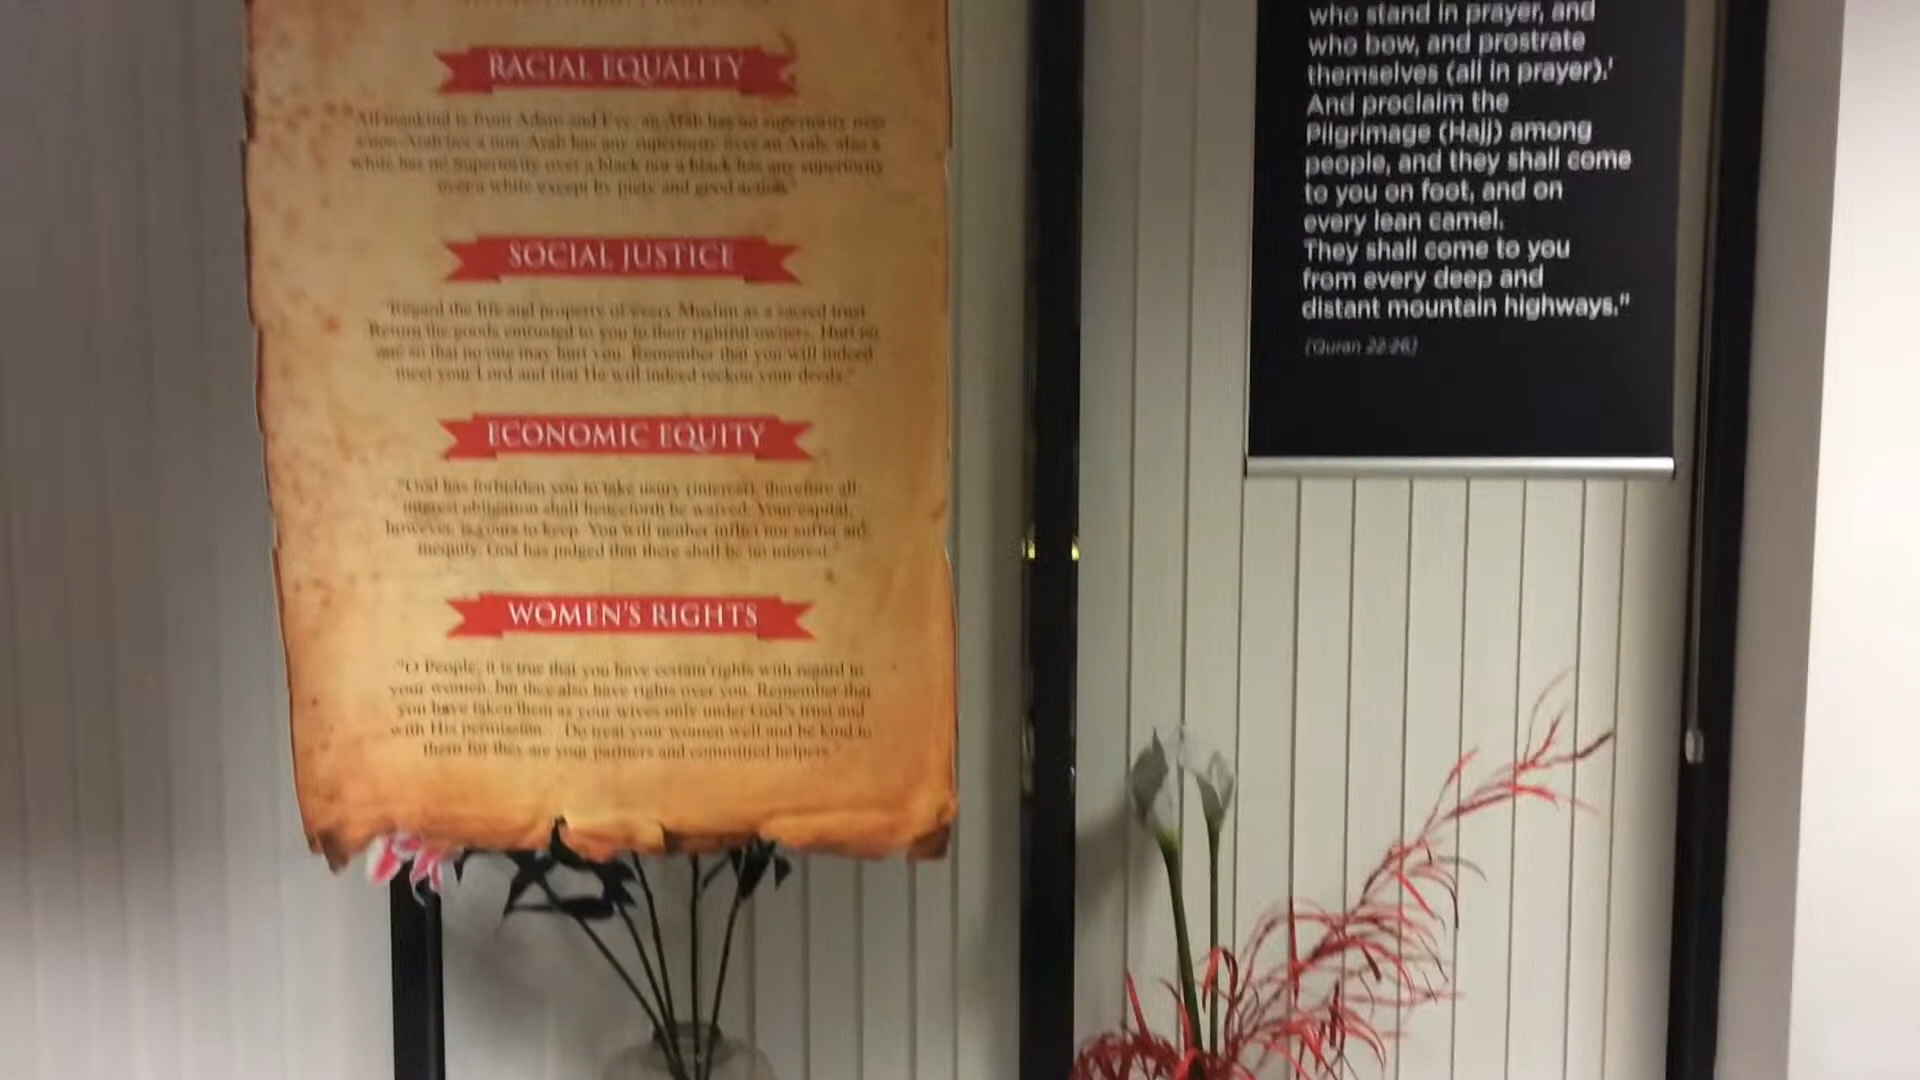 RACIAL EQUALITY
All mankind is from Adam and Eve, an Arab has no superiority over
a non-Arab nor a non-Arab has any superiority over an Arab, also a
white has no superiority over a black nor a black has any superiority
over a white except by piety and good action."
SOCIAL JUSTICE
"Regard the life and property of every Muslim as a sacred trust.
Return the goods entrusted to you to their rightful owners. Hurt no
one so that no one may hurt you. Remember that you will indeed
meet your Lord and that He will indeed reckon your deeds."
ECONOMIC EQUITY
"God has forbidden you to take usury (interest), therefore all
interest obligation shall henceforth be waived. Your capital,
however, is yours to keep. You will neither inflict nor suffer any
inequity. God has judged that there shall be no interest."
WOMEN'S RIGHTS
"O People, it is true that you have certain rights with regard to
your women, but they also have rights over you. Remember that
you have taken them as your wives only under God's trust and
with His permission. Do treat your women well and be kind to
them for they are your partners and committed helpers."
who stand in prayer, and
who bow, and prostrate
themselves (all in prayer).'
And proclaim the
Pilgrimage (Hajj) among
people, and they shall come
to you on foot, and on
every lean camel.
They shall come to you
from every deep and
distant mountain highways."
(Quran 22:26)